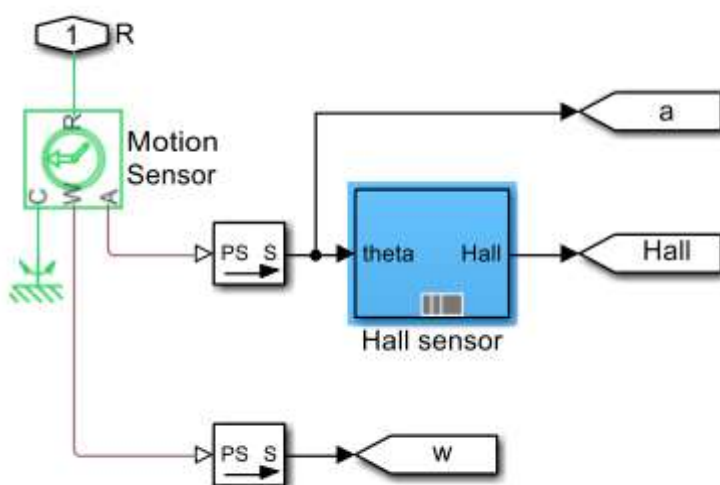 1 R
R
Motion
Sensor
C
W
A
PS S
a
theta Hall
Hall
Hall sensor
PS S
w